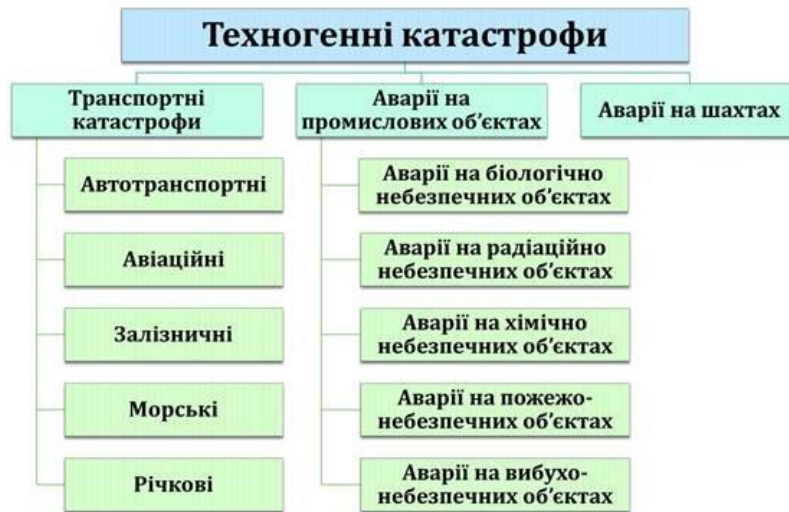 Техногенні катастрофи
Транспортні
катастрофи
Автотранспортні
Авіаційні
Залізничні
Морські
Річкові
Аварії на
промислових об’єктах
Аварії на біологічно
небезпечних об’єктах
Аварії на радіаційно
небезпечних об’єктах
Аварії на хімічно
небезпечних об’єктах
Аварії на пожежо-
небезпечних об’єктах
Аварії на вибухо-
небезпечних об’єктах
Аварії на шахтах